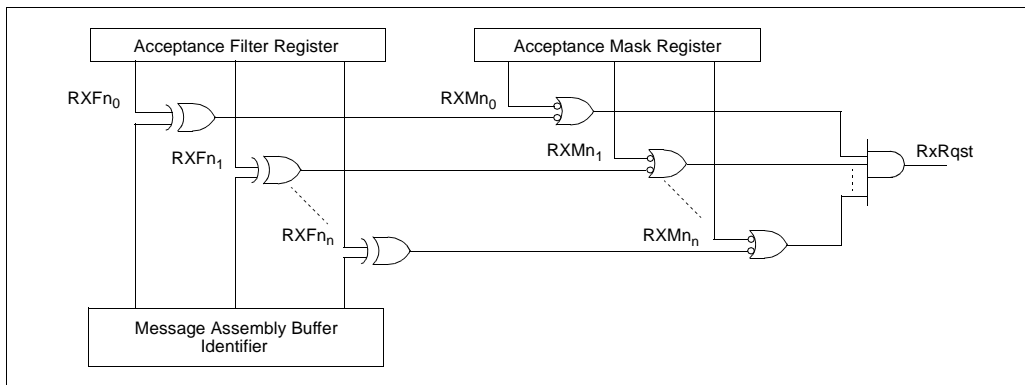 Acceptance Filter Register
Acceptance Mask Register
RXFn0
RXMn0
RXFn1
RXMn1
RxRqst
RXFnn
RXMnn
Message Assembly Buffer
Identifier